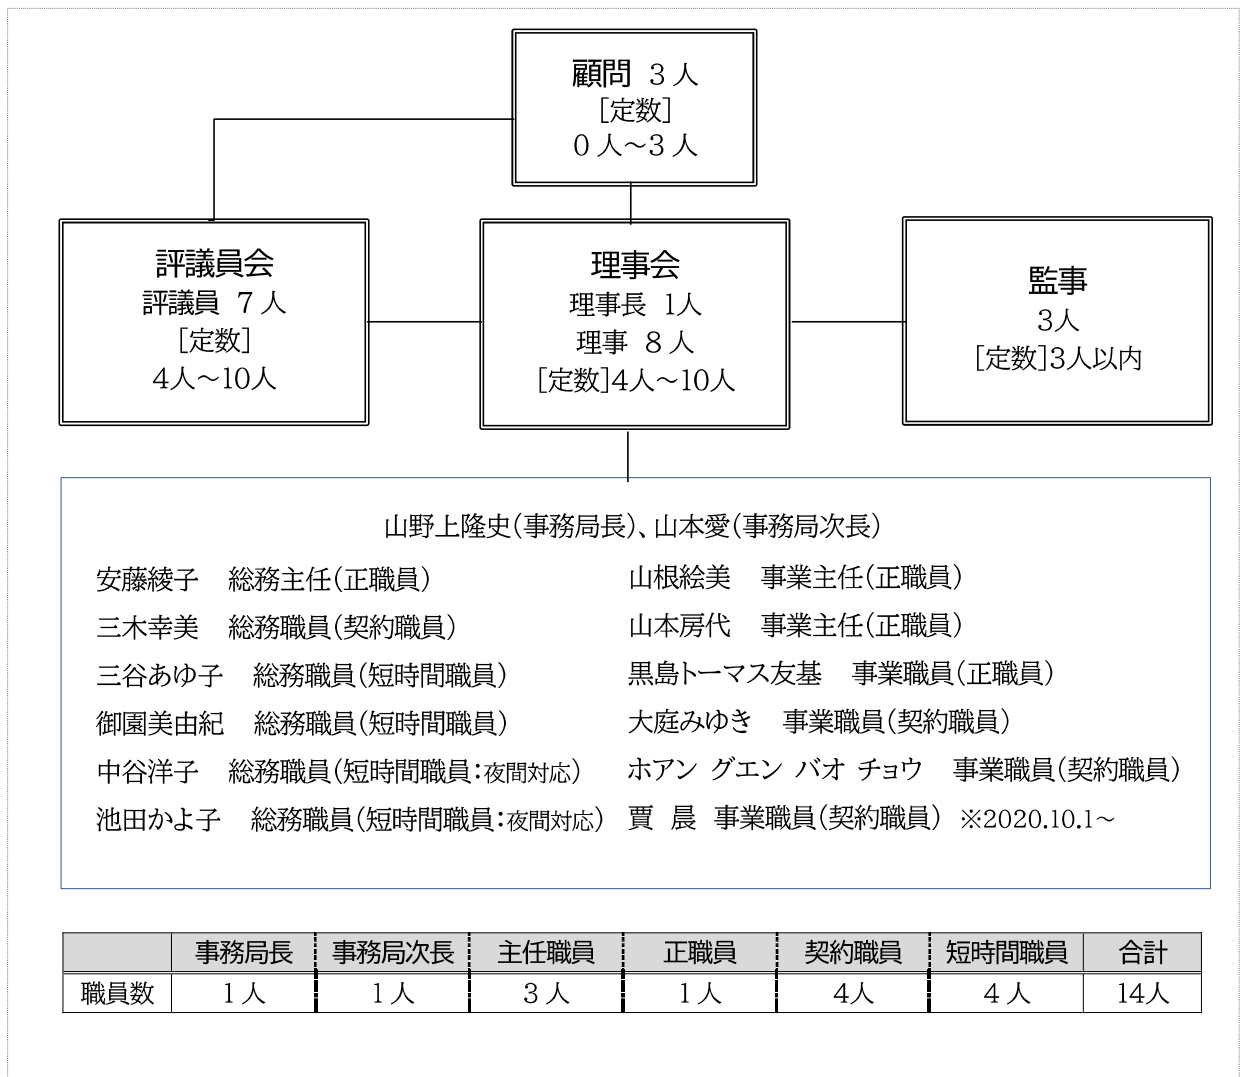 顧問 3人
[定数]
0人～3人
評議員会
評議員 7人
[定数]
4人～10人
理事会
理事長 1人
理事 8人
[定数]4人～10人
監事
3人
[定数]3人以内
山野上隆史(事務局長)、山本愛(事務局次長)
安藤綾子 総務主任(正職員)
三木幸美 総務職員(契約職員)
三谷あゆ子 総務職員(短時間職員)
御園美由紀 総務職員(短時間職員)
中谷洋子 総務職員(短時間職員:夜間対応)
池田かよ子 総務職員(短時間職員:夜間対応)
山根絵美 事業主任(正職員)
山本房代 事業主任(正職員)
黒島トーマス友基 事業職員(正職員)
大庭みゆき 事業職員(契約職員)
ホアン グエン バオ チョウ 事業職員(契約職員)
賈 晨 事業職員(契約職員) ※2020.10.1～
事務局長 事務局次長 主任職員 正職員 契約職員 短時間職員 合計
職員数 1人 1人 3人 1人 4人 4人 14人